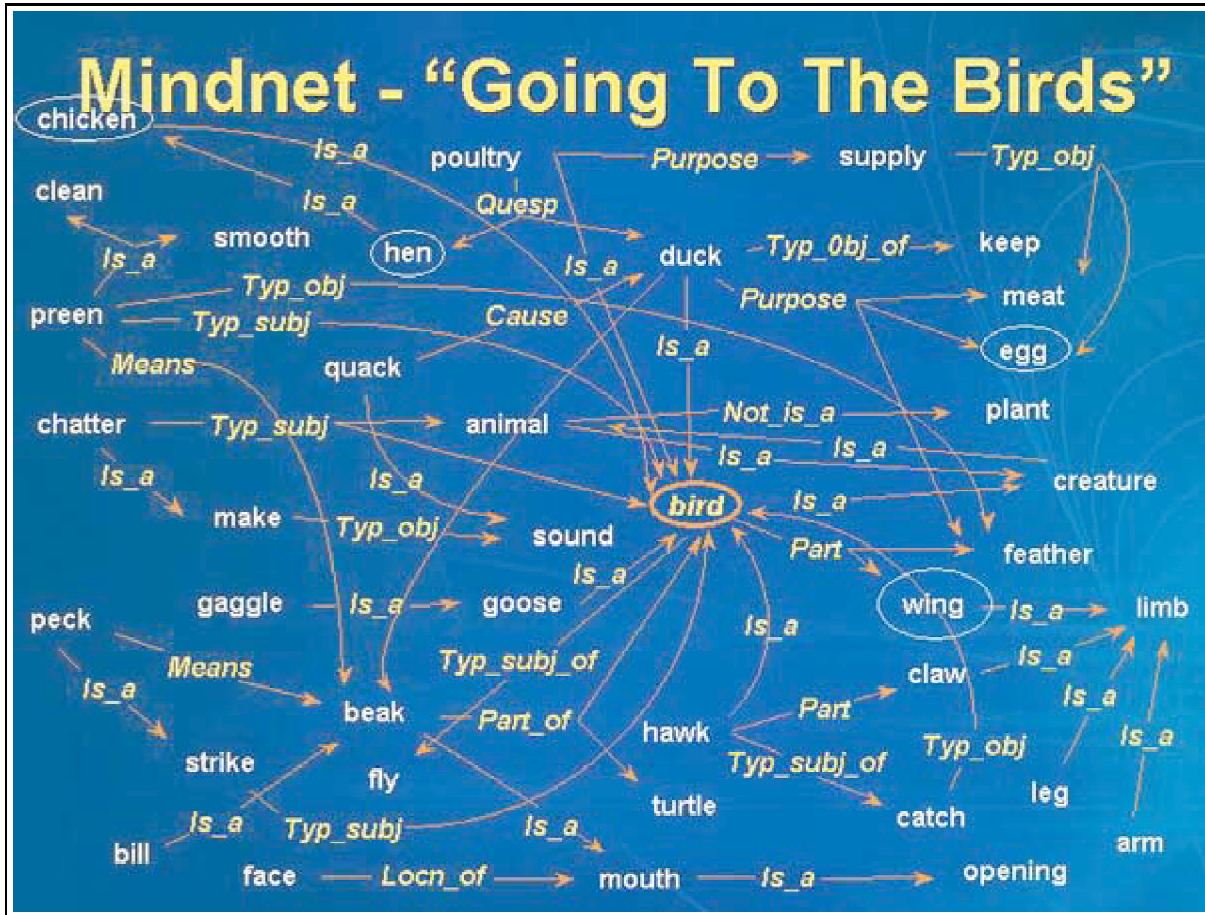 Mindnet - “Going To The Birds”
chicken
Is_a poultry Purpose supply Typ_obj
clean
Is_a Quesp
smooth hen duck Typ_0bj_of keep
Is_a Is_a
Typ_obj Purpose meat
preen Typ_subj Cause
Means quack Is_a egg
chatter Typ_subj animal Not_is_a plant
Is_a Is_a
Is_a Is_a creature
make Typ_obj sound bird Is_a
Part feather
Is_a
gaggle Is_a goose wing Is_a limb
peck Is_a
Means Typ_subj_of claw Is_a
Is_a Is_a
beak Part_of hawk Part
Typ_subj_of Typ_obj Is_a
strike fly
turtle catch leg
Is_a Typ_subj Is_a
bill arm
face Locn_of mouth Is_a opening